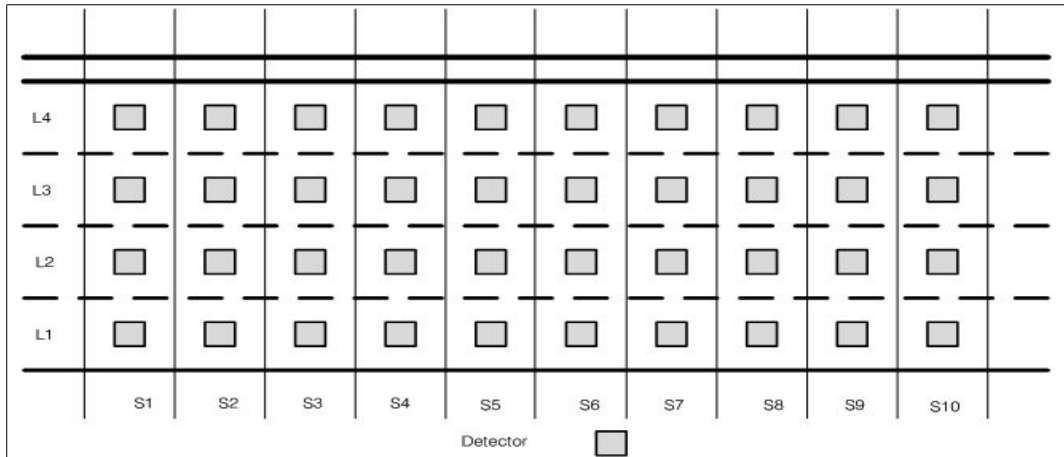 L4
L3
L2
L1
S1 S2 S3 S4 S5 S6 S7 S8 S9 S10
Detector